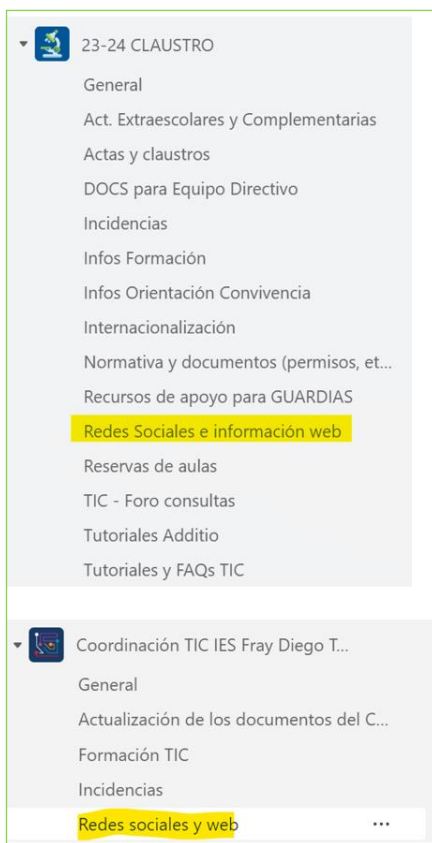 23-24 CLAUSTRO
General
Act. Extraescolares y Complementarias
Actas y claustros
DOCS para Equipo Directivo
Incidencias
Infos Formación
Infos Orientación Convivencia
Internacionalización
Normativa y documentos (permisos, et...
Recursos de apoyo para GUARDIAS
Redes Sociales e información web
Reservas de aulas
TIC - Foro consultas
Tutoriales Additio
Tutoriales y FAQs TIC
Coordinación TIC IES Fray Diego T...
General
Actualización de los documentos del C...
Formación TIC
Incidencias
Redes sociales y web ...